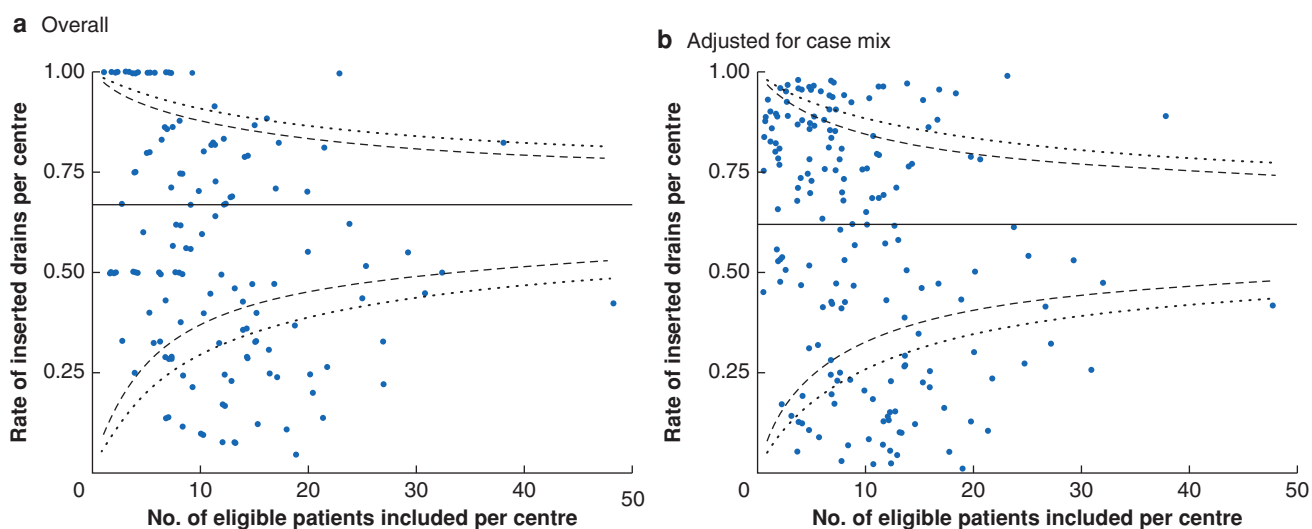 a Overall
1.00
0.75
0.50
0.25
0 10 20 30 40 50
Rate of inserted drains per centre
No. of eligible patients included per centre
b Adjusted for case mix
1.00
0.75
0.50
0.25
0 10 20 30 40 50
Rate of inserted drains per centre
No. of eligible patients included per centre